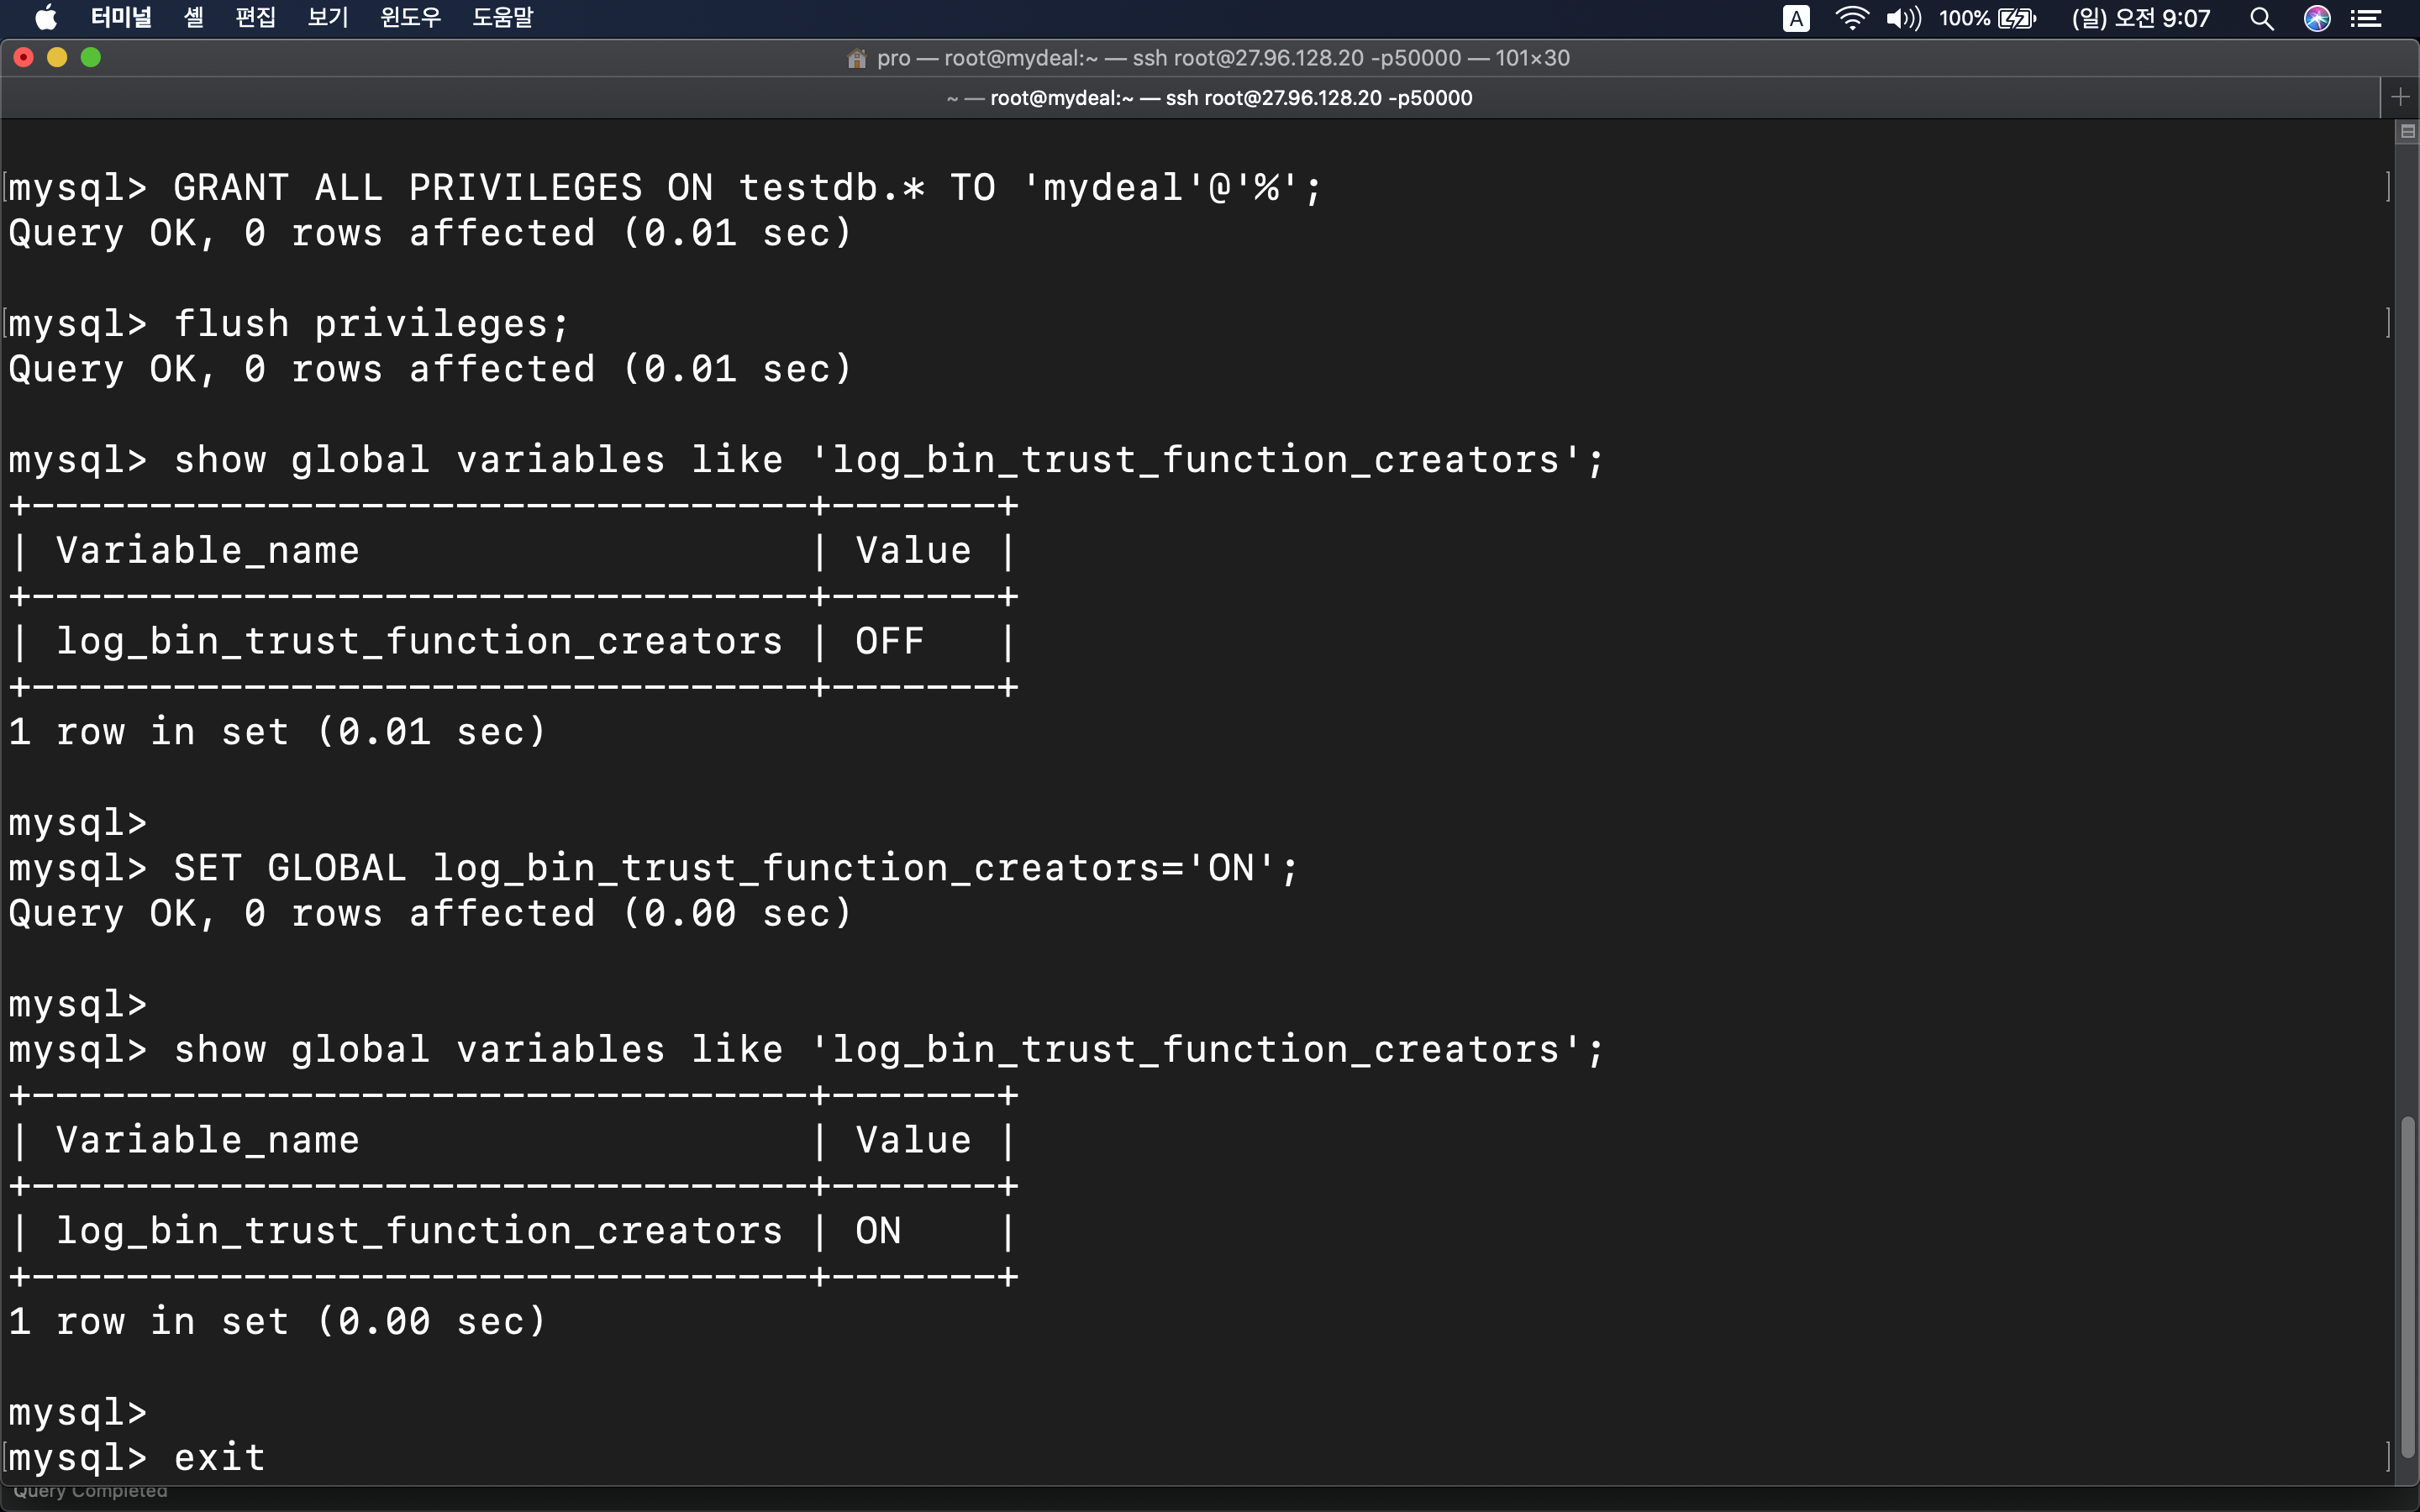 터미널 셸 편집 보기 윈도우 도움말 A 100% (일) 오전 9:07
pro — root@mydeal:~ — ssh root@27.96.128.20 -p50000 — 101×30
~ — root@mydeal:~ — ssh root@27.96.128.20 -p50000
mysql> GRANT ALL PRIVILEGES ON testdb.* TO 'mydeal'@'%';
Query OK, 0 rows affected (0.01 sec)
mysql> flush privileges;
Query OK, 0 rows affected (0.01 sec)
mysql> show global variables like 'log_bin_trust_function_creators';
+---------------------------------+-------+
| Variable_name                   | Value |
+---------------------------------+-------+
| log_bin_trust_function_creators | OFF   |
+---------------------------------+-------+
1 row in set (0.01 sec)
mysql>
mysql> SET GLOBAL log_bin_trust_function_creators='ON';
Query OK, 0 rows affected (0.00 sec)
mysql>
mysql> show global variables like 'log_bin_trust_function_creators';
+---------------------------------+-------+
| Variable_name                   | Value |
+---------------------------------+-------+
| log_bin_trust_function_creators | ON    |
+---------------------------------+-------+
1 row in set (0.00 sec)
mysql>
mysql> exit
Query Completed